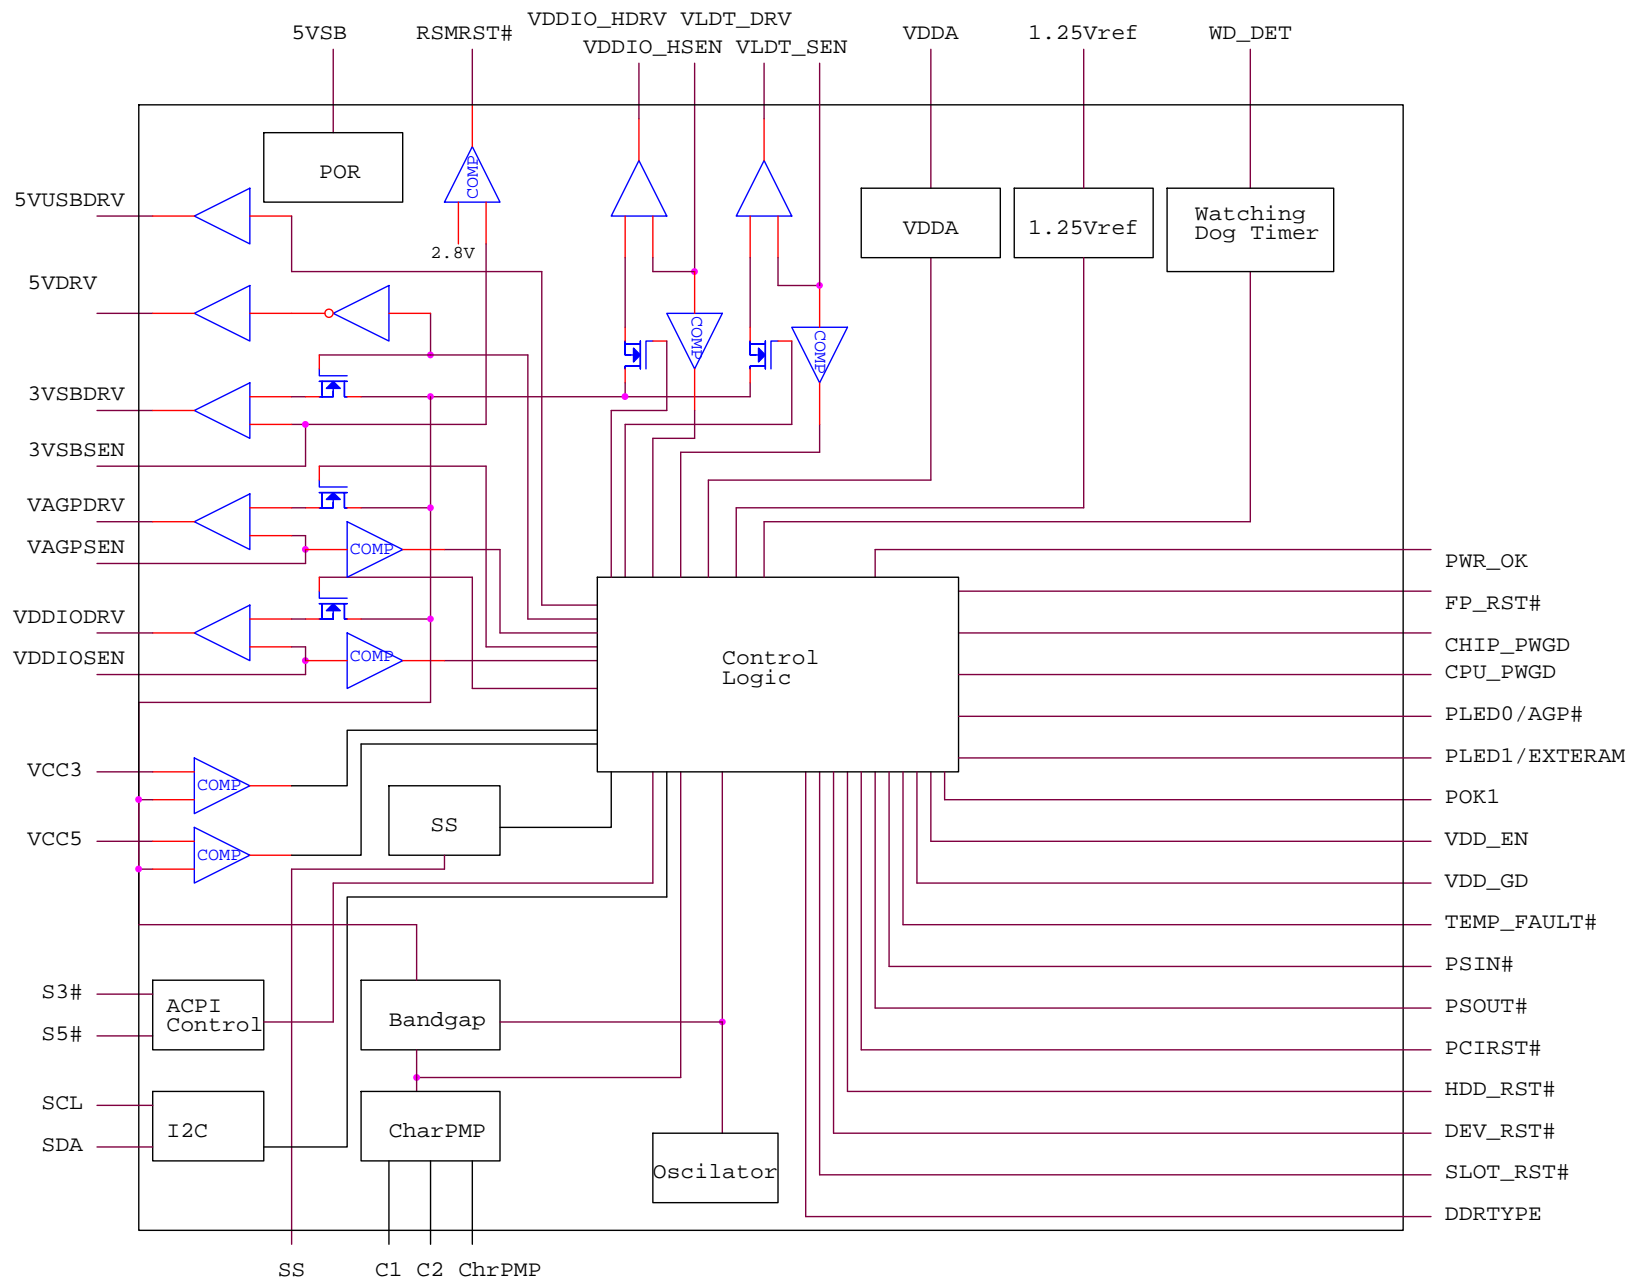 VDDIO_HDRV VLDT_DRV
5VSB RSMRST# VDDIO_HSEN VLDT_SEN VDDA 1.25Vref WD_DET
POR
COMP
2.8V
VDDA
1.25Vref
Watching
Dog Timer
5VUSBDRV
5VDRV
COMP
COMP
3VSBDRV
3VSBSEN
VAGPDRV
VAGPSEN
COMP
VDDIODRV
VDDIOSEN
COMP
Control
Logic
PWR_OK
FP_RST#
CHIP_PWGD
CPU_PWGD
PLED0/AGP#
PLED1/EXTERAM
POK1
VDD_EN
VDD_GD
TEMP_FAULT#
PSIN#
PSOUT#
PCIRST#
HDD_RST#
DEV_RST#
SLOT_RST#
DDRTYPE
VCC3
COMP
VCC5
COMP
SS
S3#
S5#
ACPI
Control
Bandgap
SCL
SDA
I2C
CharPMP
Oscilator
SS C1 C2 ChrPMP